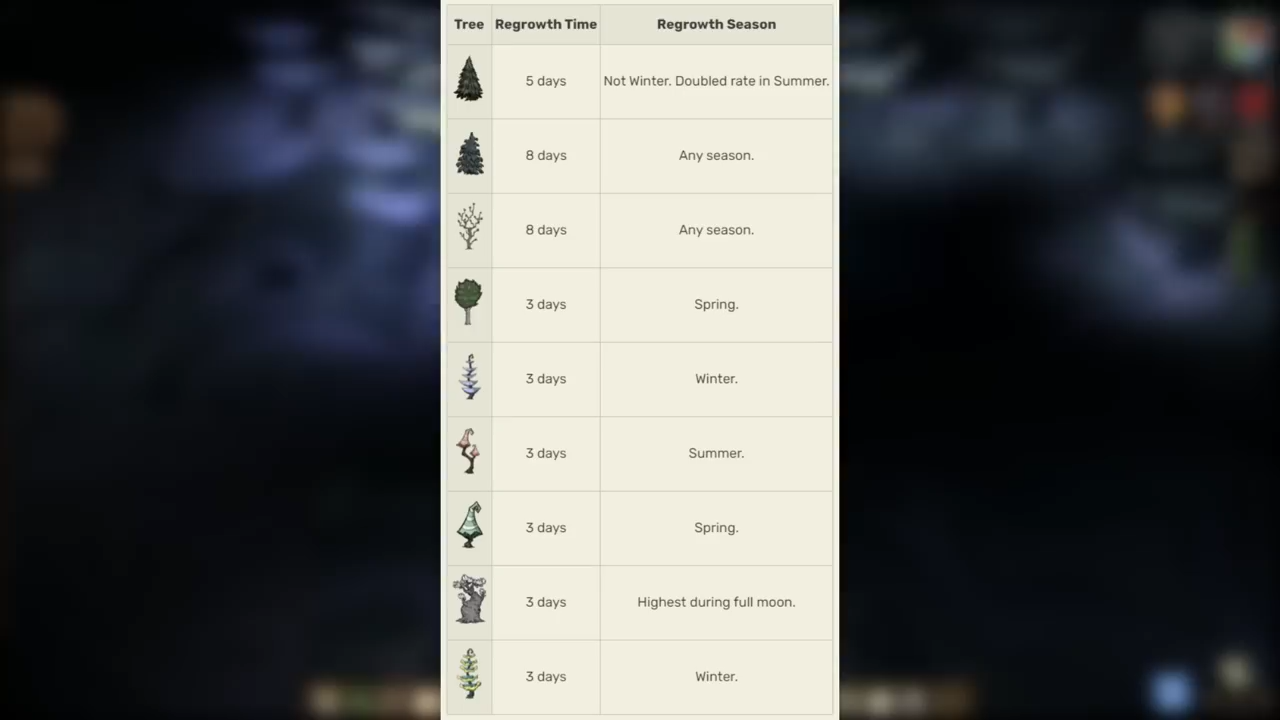 Tree Regrowth Time Regrowth Season
5 days Not Winter. Doubled rate in Summer.
8 days Any season.
8 days Any season.
3 days Spring.
3 days Winter.
3 days Summer.
3 days Spring.
3 days Highest during full moon.
3 days Winter.